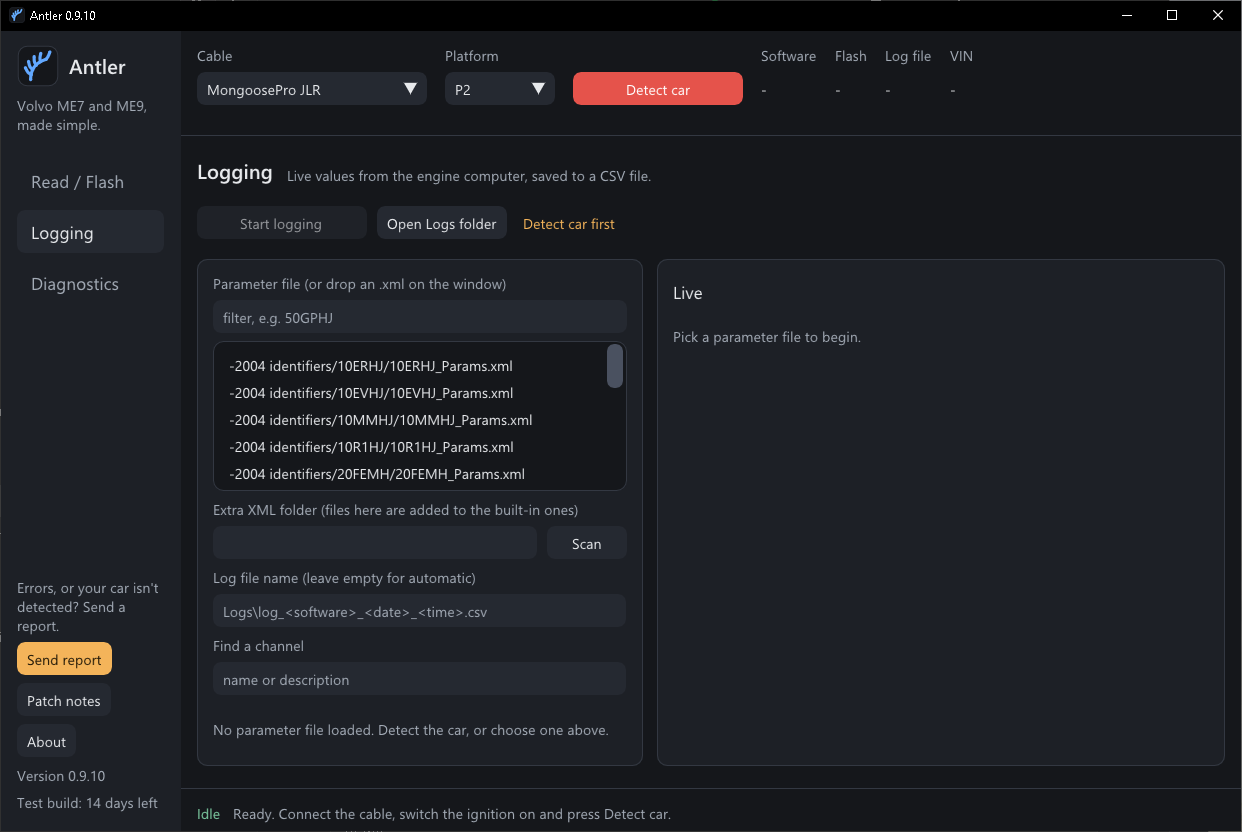 Antler 0.9.10
Antler
Volvo ME7 and ME9,
made simple.
Read / Flash
Logging
Diagnostics
Errors, or your car isn't
detected? Send a
report.
Send report
Patch notes
About
Version 0.9.10
Test build: 14 days left
Cable
Platform
Software
Flash
Log file
VIN
MongoosePro JLR
P2
Detect car
-
-
-
-
Logging
Live values from the engine computer, saved to a CSV file.
Start logging
Open Logs folder
Detect car first
Parameter file (or drop an .xml on the window)
filter, e.g. 50GPHJ
-2004 identifiers/10ERHJ/10ERHJ_Params.xml
-2004 identifiers/10EVHJ/10EVHJ_Params.xml
-2004 identifiers/10MMHJ/10MMHJ_Params.xml
-2004 identifiers/10R1HJ/10R1HJ_Params.xml
-2004 identifiers/20FEMH/20FEMH_Params.xml
Extra XML folder (files here are added to the built-in ones)
Scan
Log file name (leave empty for automatic)
Logs\log_<software>_<date>_<time>.csv
Find a channel
name or description
No parameter file loaded. Detect the car, or choose one above.
Live
Pick a parameter file to begin.
Idle
Ready. Connect the cable, switch the ignition on and press Detect car.